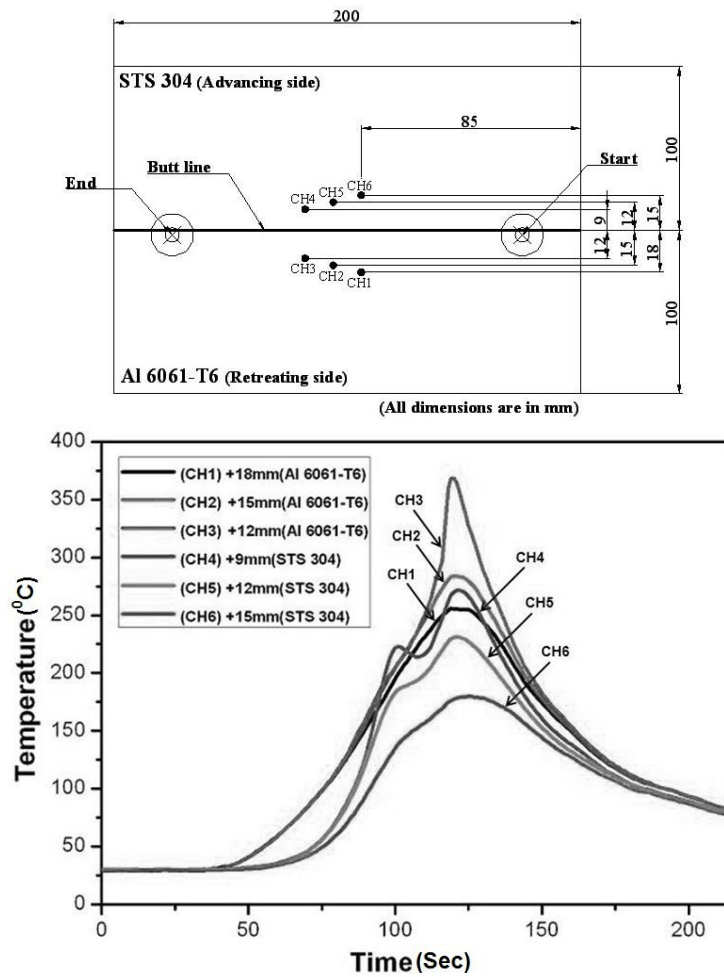 200
STS 304 (Advancing side)
85
100
Butt line
Start
End
CH6
CH5
CH4
9
12
15
CH3
CH2
CH1
12
15
18
100
Al 6061-T6 (Retreating side)
(All dimensions are in mm)
400
350
300
250
200
150
100
50
0
Temperature(⁰C)
(CH1) +18mm(Al 6061-T6)
(CH2) +15mm(Al 6061-T6)
(CH3) +12mm(Al 6061-T6)
(CH4) +9mm(STS 304)
(CH5) +12mm(STS 304)
(CH6) +15mm(STS 304)
CH3
CH2
CH1
CH4
CH5
CH6
0 50 100 150 200
Time(Sec)